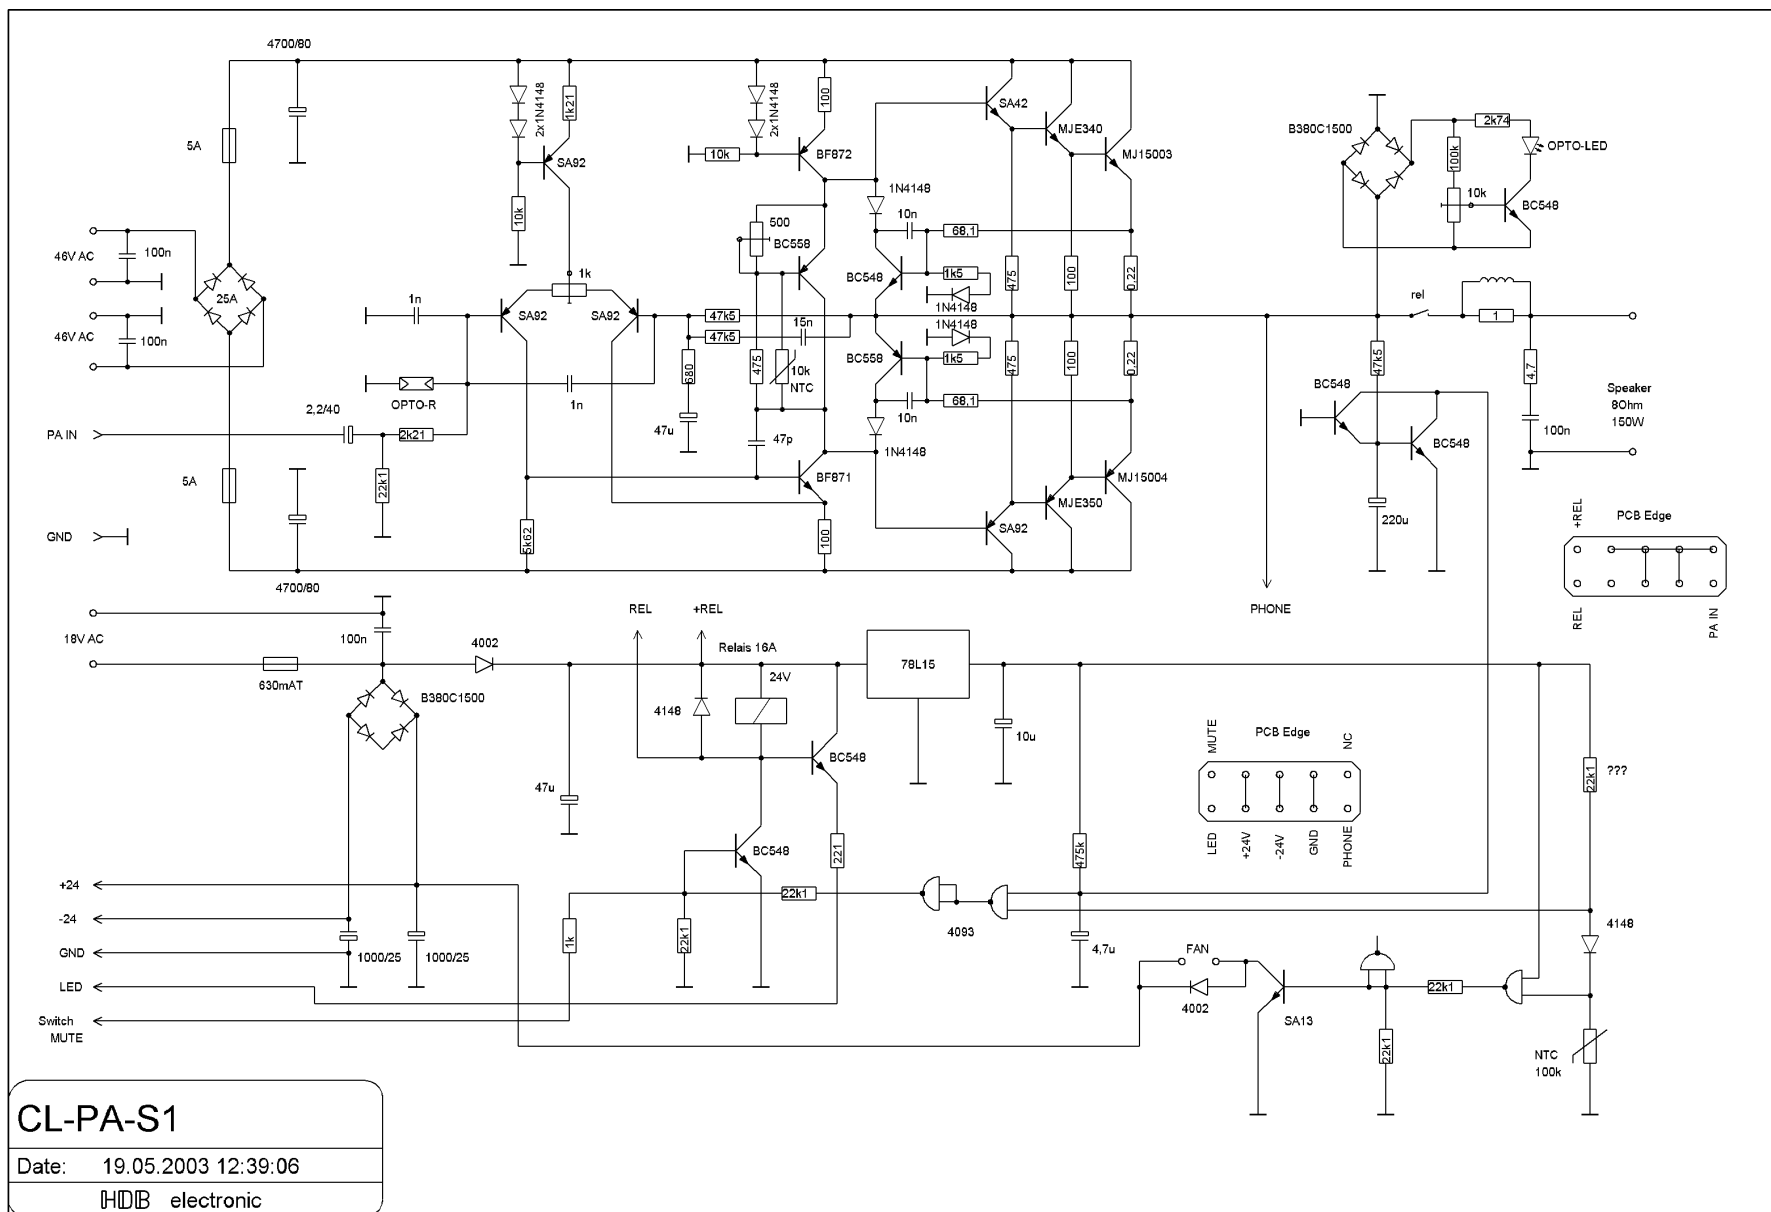 4700/80
5A
46V AC
100n
46V AC
100n
25A
2x1N4148
1k21
SA92
10k
1k
1n
SA92
SA92
OPTO-R
1n
2,2/40
PA IN
2k21
22k1
5A
GND
4700/80
5k62
2x1N4148
100
10k
BF872
500
BC558
47k5
47k5
15n
680
475
10k
NTC
47u
47p
BF871
100
1N4148
10n
68,1
BC548
1k5
1N4148
1N4148
BC558
1k5
10n
68,1
1N4148
SA42
MJE340
MJ15003
475
100
0.22
475
100
0.22
SA92
MJE350
MJ15004
B380C1500
2k74
100k
OPTO-LED
10k
BC548
rel
1
47k5
4.7
BC548
BC548
100n
Speaker
8Ohm
150W
220u
PHONE
+REL
PCB Edge
REL
PA IN
18V AC
100n
630mAT
B380C1500
4002
REL
+REL
Relais 16A
24V
4148
47u
BC548
BC548
221
78L15
10u
475k
MUTE
PCB Edge
NC
LED
+24V
-24V
GND
PHONE
22k1
???
+24
-24
GND
LED
Switch
MUTE
1000/25
1000/25
1k
22k1
22k1
4093
4,7u
FAN
4002
SA13
22k1
22k1
4148
NTC
100k
CL-PA-S1
Date: 19.05.2003 12:39:06
HDB electronic